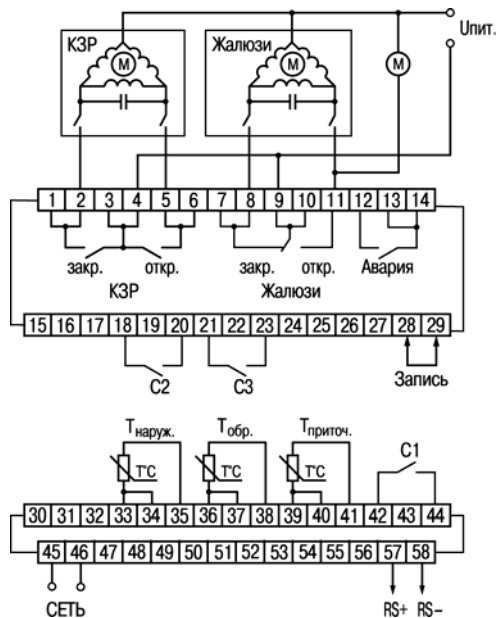 КЗР
Жалюзи
Uпит.
М
М
М
1 2 3 4 5 6 7 8 9 10 11 12 13 14
закр. откр. закр. откр. Авария
КЗР Жалюзи
15 16 17 18 19 20 21 22 23 24 25 26 27 28 29
С2 С3 Запись
Тнаруж. Тобр. Тприточ.
С1
Т°С Т°С Т°С
30 31 32 33 34 35 36 37 38 39 40 41 42 43 44
45 46 47 48 49 50 51 52 53 54 55 56 57 58
СЕТЬ RS+ RS–